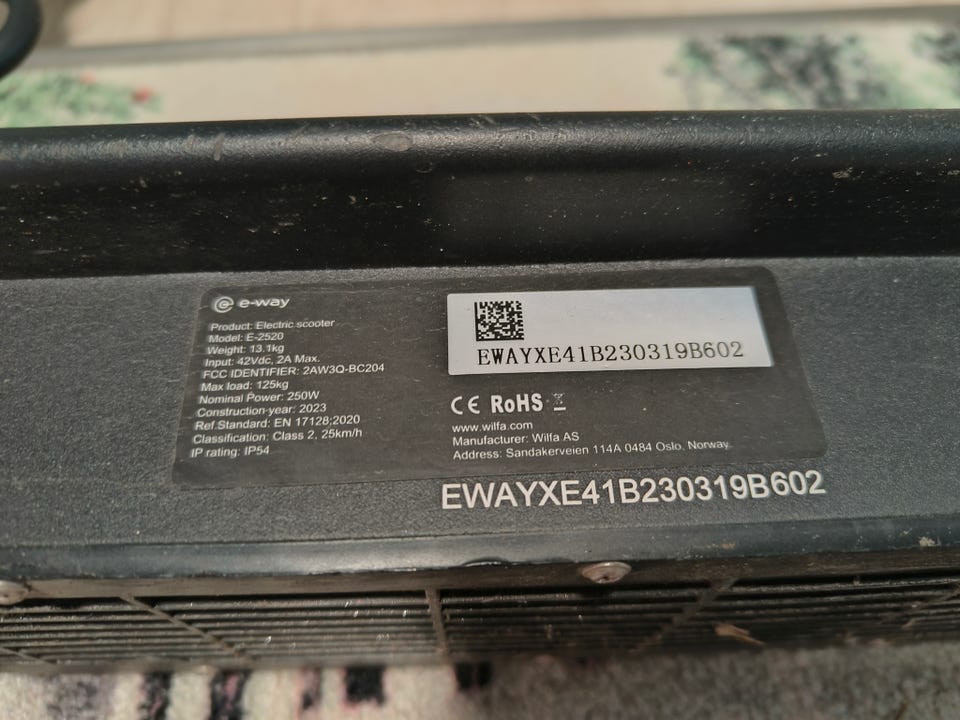 e-way
Product: Electric scooter
Model: E-2520
Weight: 13.1kg
Input: 42Vdc, 2A Max.
FCC IDENTIFIER: 2AW3Q-BC204
Max load: 125kg
Nominal Power: 250W
Construction-year: 2023
Ref.Standard: EN 17128:2020
Classification: Class 2, 25km/h
IP rating: IP54
EWAYXE41B230319B602
CE RoHS
www.wilfa.com
Manufacturer: Wilfa AS
Address: Sandakerveien 114A 0484 Oslo, Norway.
EWAYXE41B230319B602